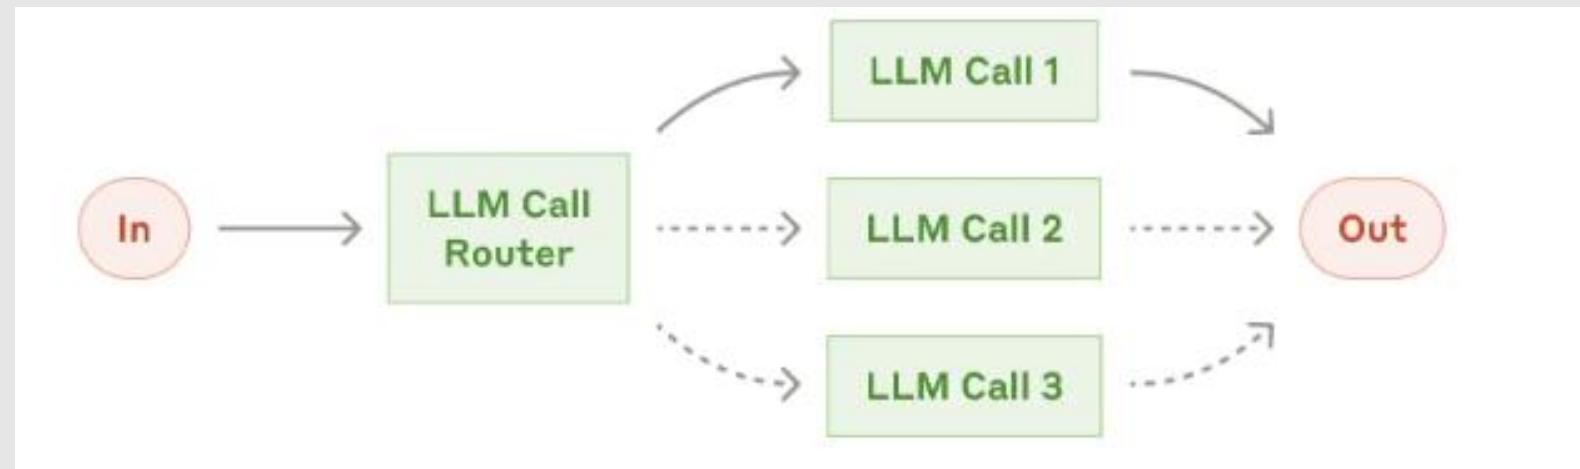 In
LLM Call
Router
LLM Call 1
LLM Call 2
LLM Call 3
Out